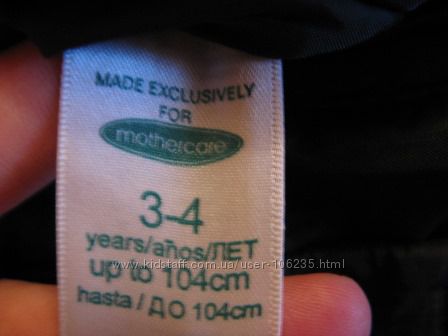 MADE EXCLUSIVELY
FOR
mothercare
3-4
years/años/ЛЕТ
up to 104cm
www.kidstaff.com.ua/user-106235.html
hasta / ДО 104cm